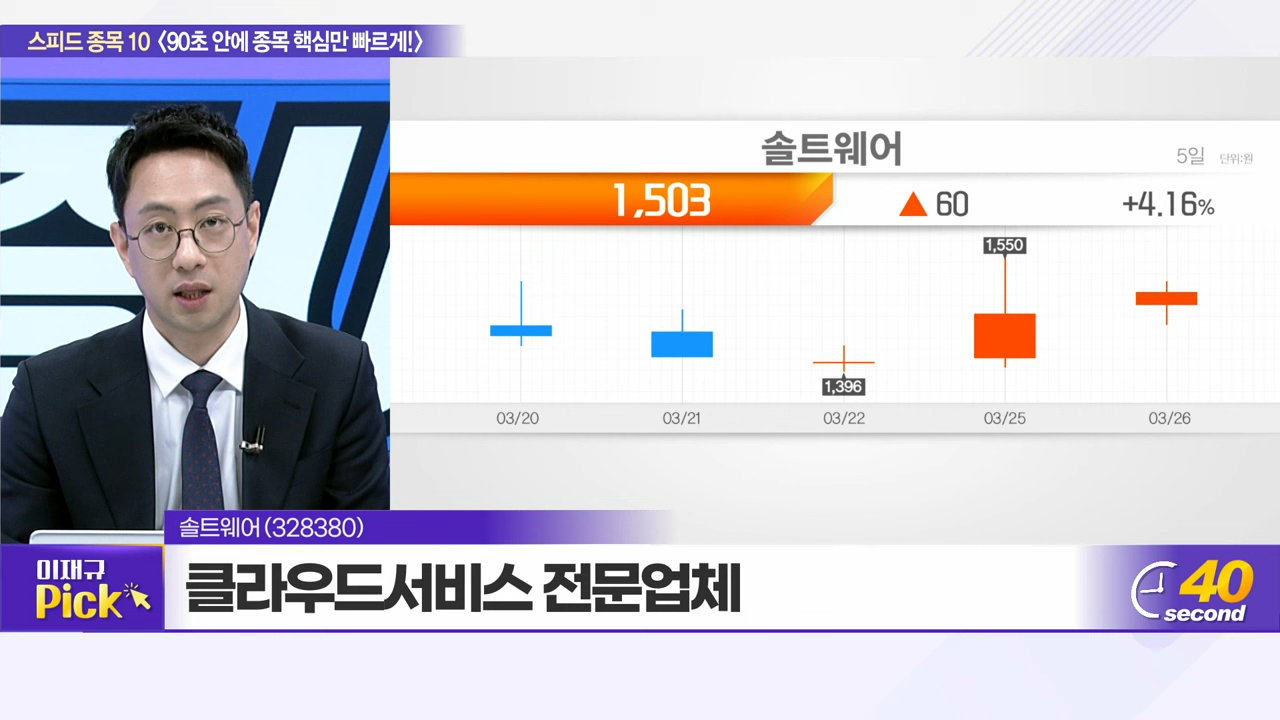 스피드 종목 10 〈90초 안에 종목 핵심만 빠르게!〉
솔트웨어
5일 단위:원
1,503 ▲ 60 +4.16%
1,550
1,396
03/20 03/21 03/22 03/25 03/26
솔트웨어(328380)
이재규
Pick
클라우드서비스 전문업체
40
second